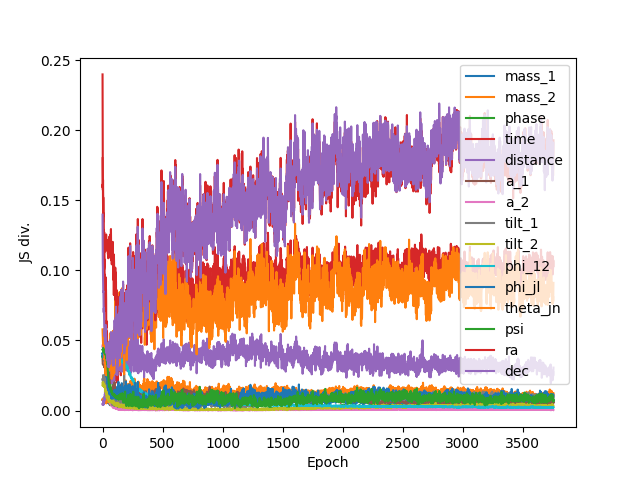 0.25
0.20
0.15
0.10
0.05
0.00
JS div.
0
500
1000
1500
2000
2500
3000
3500
Epoch
mass_1
mass_2
phase
time
distance
a_1
a_2
tilt_1
tilt_2
phi_12
phi_jl
theta_jn
psi
ra
dec